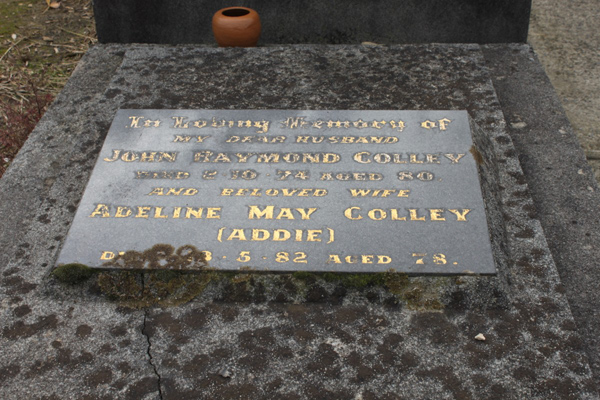 In Loving Memory of
MY DEAR HUSBAND
JOHN RAYMOND COLLEY
DIED 2·10·74 AGED 80
AND BELOVED WIFE
ADELINE MAY COLLEY
(ADDIE)
3·5·82 AGED 78.